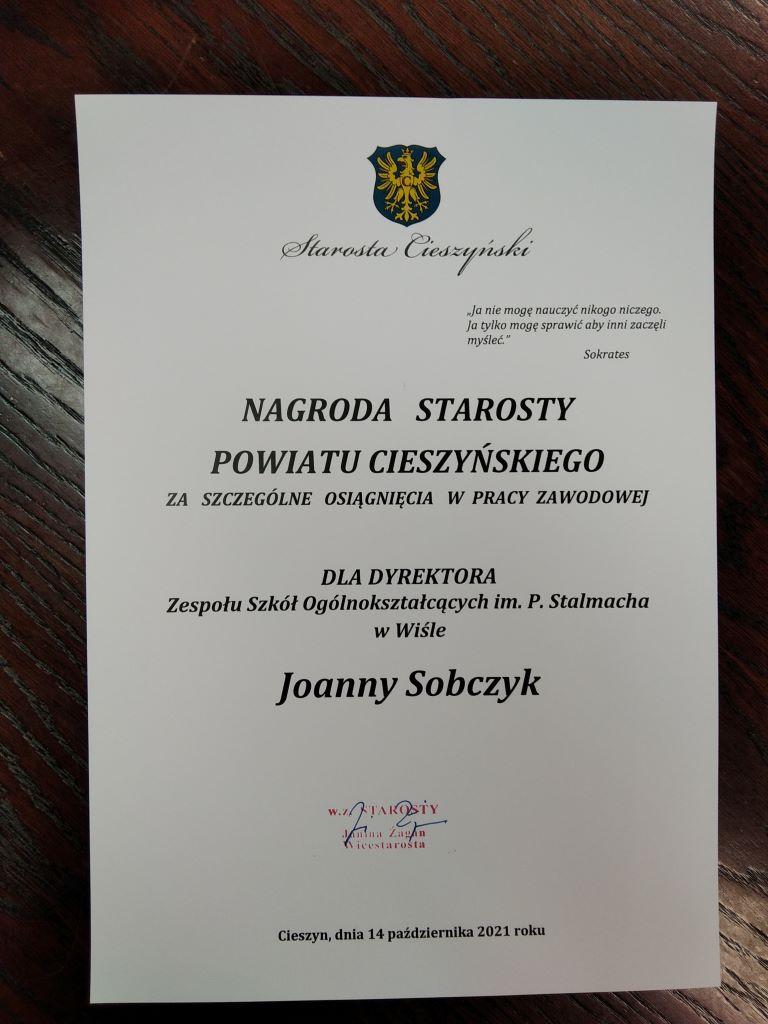 Starosta Cieszyński
„Ja nie mogę nauczyć nikogo niczego.
Ja tylko mogę sprawić aby inni zaczęli
myśleć."
Sokrates
NAGRODA STAROSTY
POWIATU CIESZYŃSKIEGO
ZA SZCZEGÓLNE OSIĄGNIĘCIA W PRACY ZAWODOWEJ
DLA DYREKTORA
Zespołu Szkół Ogólnokształcących im. P. Stalmacha
w Wiśle
Joanny Sobczyk
w.z. STAROSTY
Janina Żagan
Wicestarosta
Cieszyn, dnia 14 października 2021 roku